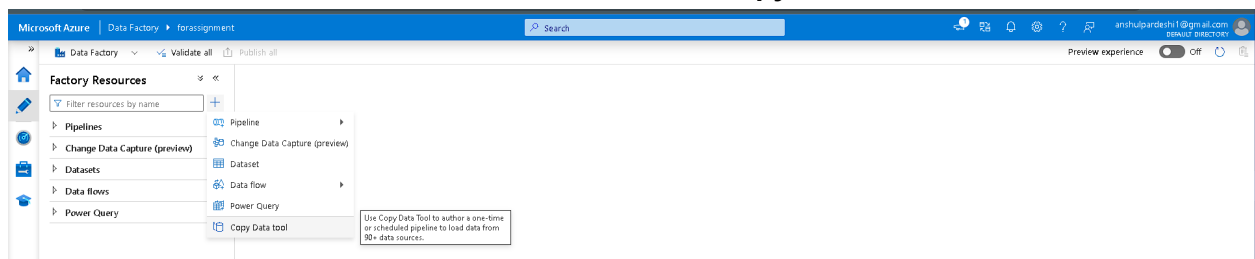 Microsoft Azure | Data Factory ▸ forassignment
Search
1
anshulpardeshi1@gmail.com
DEFAULT DIRECTORY
Data Factory
Validate all
Publish all
Preview experience
Off
Factory Resources
Filter resources by name
Pipelines
Change Data Capture (preview)
Datasets
Data flows
Power Query
Pipeline
Change Data Capture (preview)
Dataset
Data flow
Power Query
Copy Data tool
Use Copy Data Tool to author a one-time
or scheduled pipeline to load data from
90+ data sources.